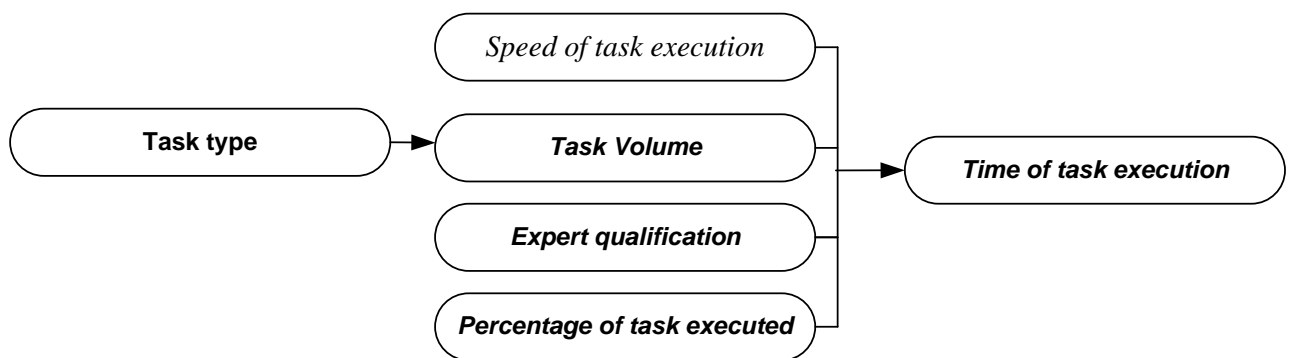 Speed of task execution
Task type
Task Volume
Time of task execution
Expert qualification
Percentage of task executed